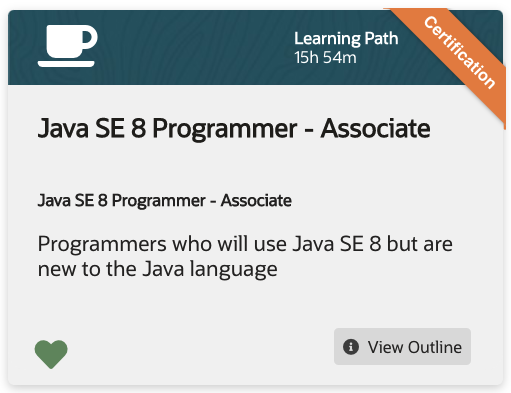 Learning Path
15h 54m
Certification
Java SE 8 Programmer - Associate
Java SE 8 Programmer - Associate
Programmers who will use Java SE 8 but are
new to the Java language
View Outline